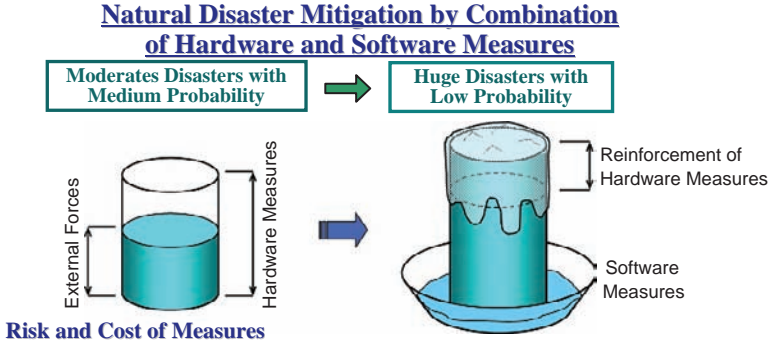 Natural Disaster Mitigation by Combination
of Hardware and Software Measures
Moderates Disasters with
Medium Probability
Huge Disasters with
Low Probability
External Forces
Hardware Measures
Reinforcement of
Hardware Measures
Software
Measures
Risk and Cost of Measures